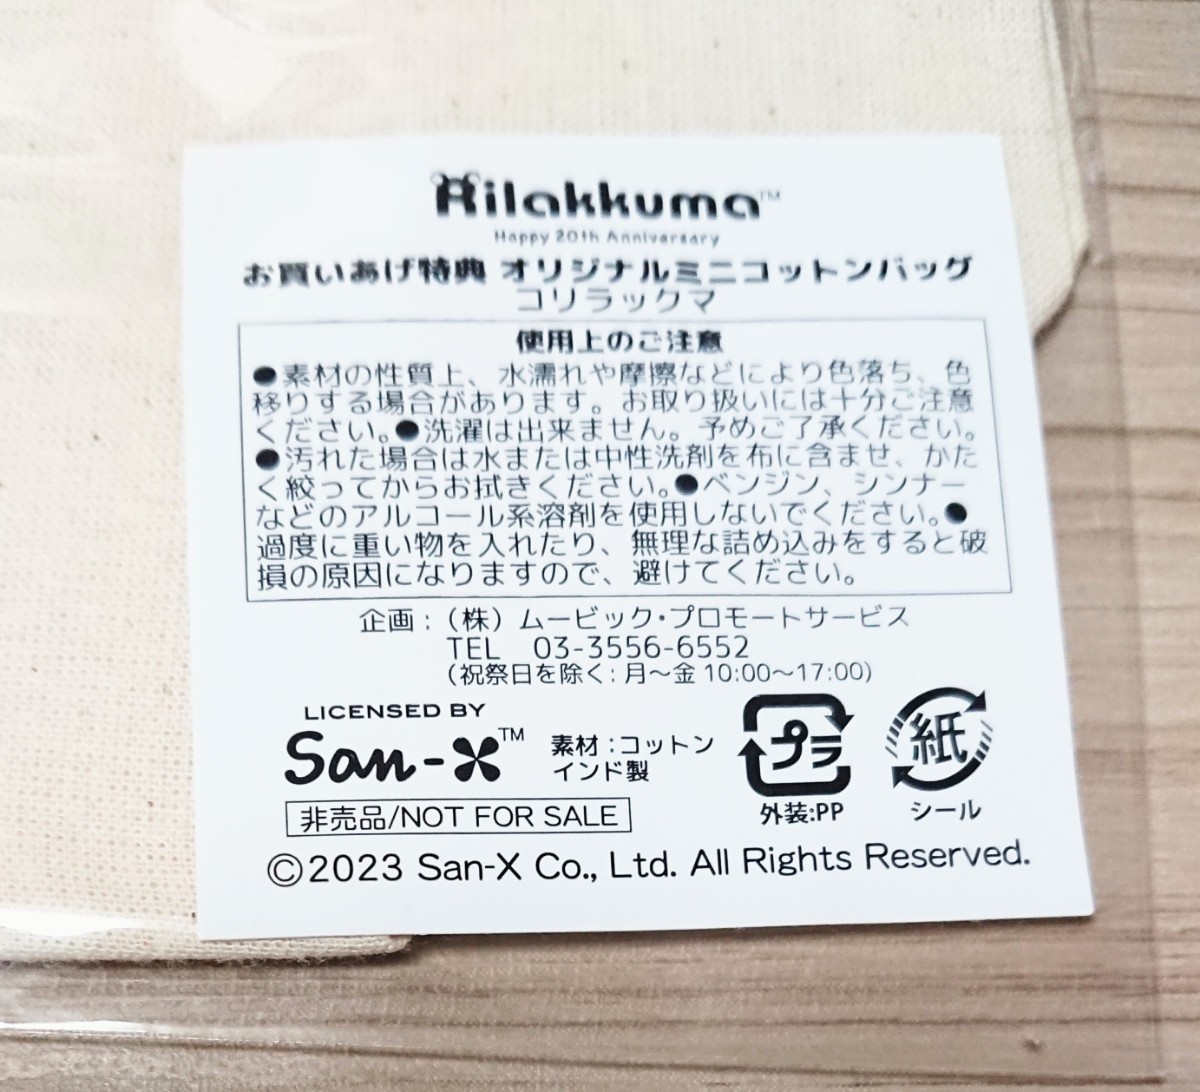 Rilakkuma™
Happy 20th Anniversary
お買いあげ特典 オリジナルミニコットンバッグ
コリラックマ
使用上のご注意
●素材の性質上、水濡れや摩擦などにより色落ち、色
移りする場合があります。お取り扱いには十分ご注意
ください。●洗濯は出来ません。予めご了承ください。
●汚れた場合は水または中性洗剤を布に含ませ、かた
く絞ってからお拭きください。●ベンジン、シンナー
などのアルコール系溶剤を使用しないでください。●
過度に重い物を入れたり、無理な詰め込みをすると破
損の原因になりますので、避けてください。
企画：（株）ムービック・プロモートサービス
TEL 03-3556-6552
（祝祭日を除く：月〜金 10:00〜17:00）
LICENSED BY
San-X™
素材：コットン
インド製
プラ
外装:PP
紙
シール
非売品/NOT FOR SALE
©2023 San-X Co., Ltd. All Rights Reserved.